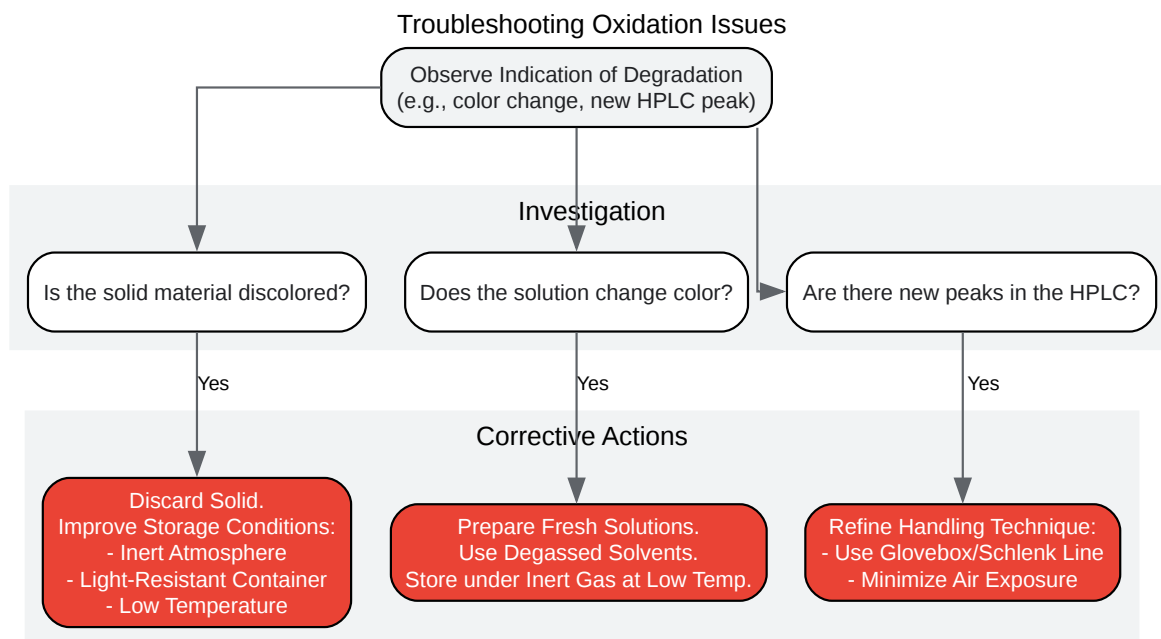 Troubleshooting Oxidation Issues
Observe Indication of Degradation
(e.g., color change, new HPLC peak)
Investigation
Is the solid material discolored?
Does the solution change color?
Are there new peaks in the HPLC?
Yes
Yes
Yes
Corrective Actions
Discard Solid.
Improve Storage Conditions:
- Inert Atmosphere
- Light-Resistant Container
- Low Temperature
Prepare Fresh Solutions.
Use Degassed Solvents.
Store under Inert Gas at Low Temp.
Refine Handling Technique:
- Use Glovebox/Schlenk Line
- Minimize Air Exposure